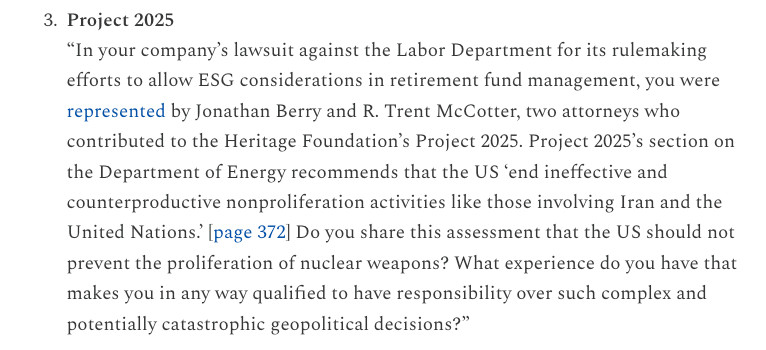 3. Project 2025
“In your company’s lawsuit against the Labor Department for its rulemaking
efforts to allow ESG considerations in retirement fund management, you were
represented by Jonathan Berry and R. Trent McCotter, two attorneys who
contributed to the Heritage Foundation’s Project 2025. Project 2025’s section on
the Department of Energy recommends that the US ‘end ineffective and
counterproductive nonproliferation activities like those involving Iran and the
United Nations.’ [page 372] Do you share this assessment that the US should not
prevent the proliferation of nuclear weapons? What experience do you have that
makes you in any way qualified to have responsibility over such complex and
potentially catastrophic geopolitical decisions?”